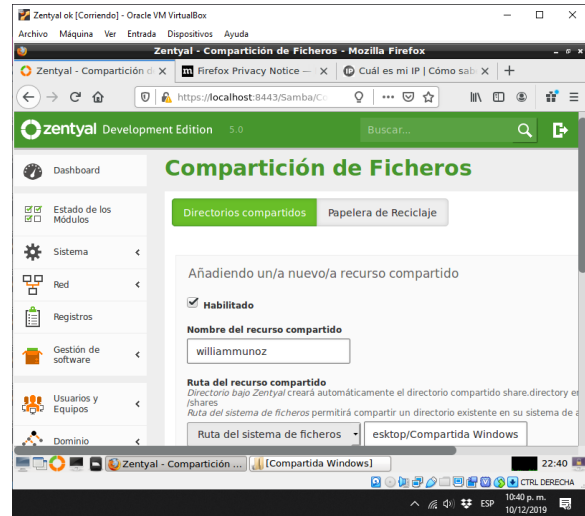 Zentyal ok [Corriendo] - Oracle VM VirtualBox
Archivo Máquina Ver Entrada Dispositivos Ayuda
Zentyal - Compartición de Ficheros - Mozilla Firefox
Zentyal - Compartición d
Firefox Privacy Notice —
Cuál es mi IP | Cómo sab
https://localhost:8443/Samba/Co
zentyal Development Edition 5.0
Buscar...
Dashboard
Estado de los
Módulos
Sistema
Red
Registros
Gestión de
software
Usuarios y
Equipos
Dominio
Compartición de Ficheros
Directorios compartidos
Papelera de Reciclaje
Añadiendo un/a nuevo/a recurso compartido
Habilitado
Nombre del recurso compartido
williammunoz
Ruta del recurso compartido
Directorio bajo Zentyal creará automáticamente el directorio compartido share.directory en
/shares
Ruta del sistema de ficheros permitirá compartir un directorio existente en su sistema de a
Ruta del sistema de ficheros
esktop/Compartida Windows
Zentyal - Compartición ...
[Compartida Windows]
22:40
CTRL DERECHA
ESP
10:40 p. m.
10/12/2019